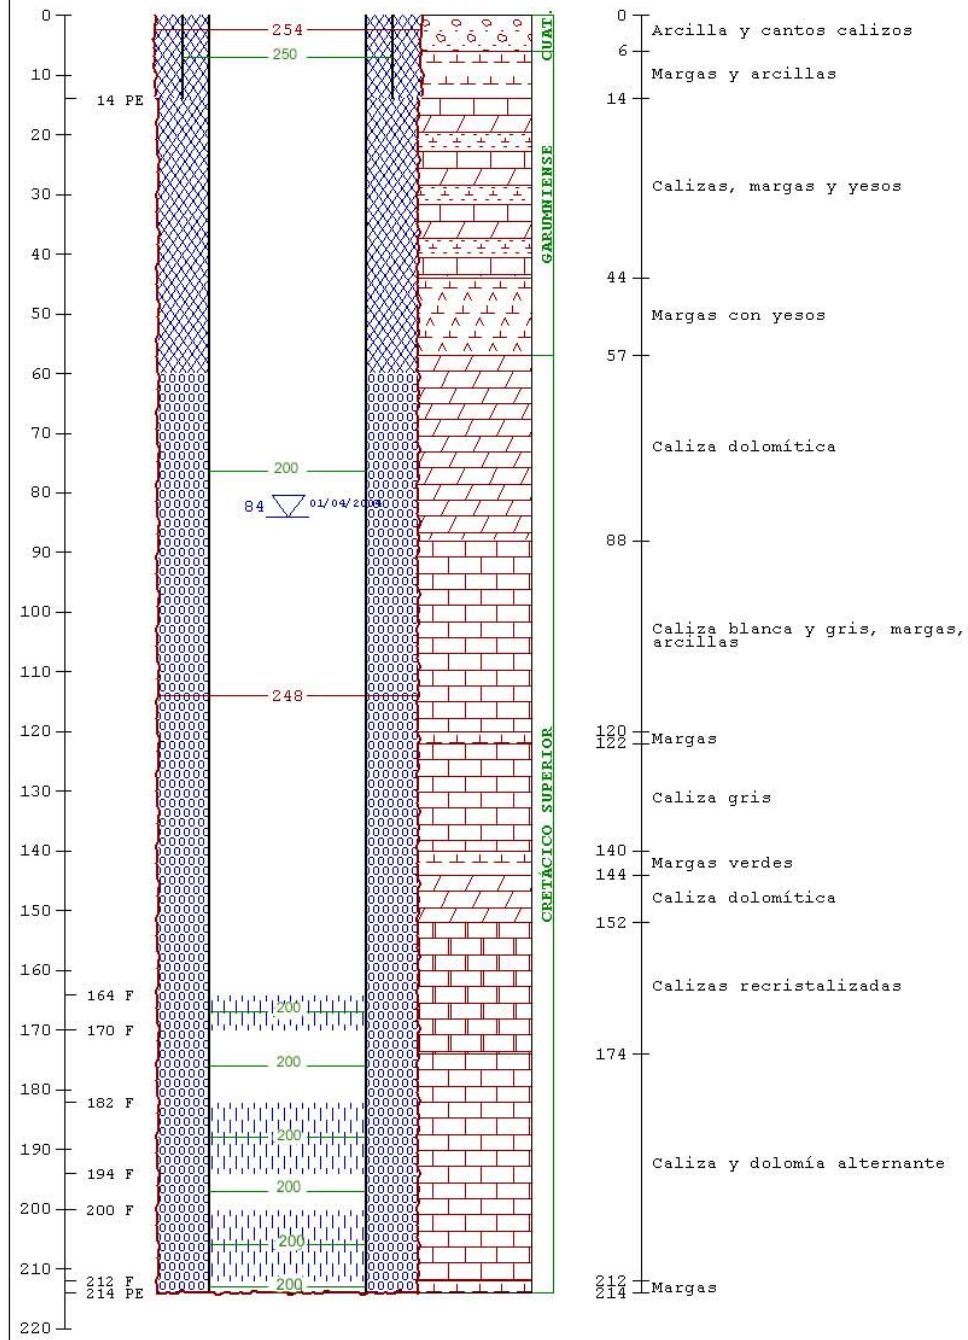 0
10
14 PE
20
30
40
50
60
70
80
90
100
110
120
130
140
150
160
164 F
170 F
170
180
182 F
190
194 F
200 F
200
210
212 F
214 PE
220
254
250
200
84
248
200
200
200
200
200
200
CUAT.
GARUMNIENSE
CRETÁCICO SUPERIOR
0
Arcilla y cantos calizos
6
Margas y arcillas
14
Calizas, margas y yesos
44
Margas con yesos
57
Caliza dolomítica
88
Caliza blanca y gris, margas,
arcillas
120
122
Margas
Caliza gris
140
Margas verdes
144
Caliza dolomítica
152
Calizas recristalizadas
174
Caliza y dolomía alternante
212
214
Margas